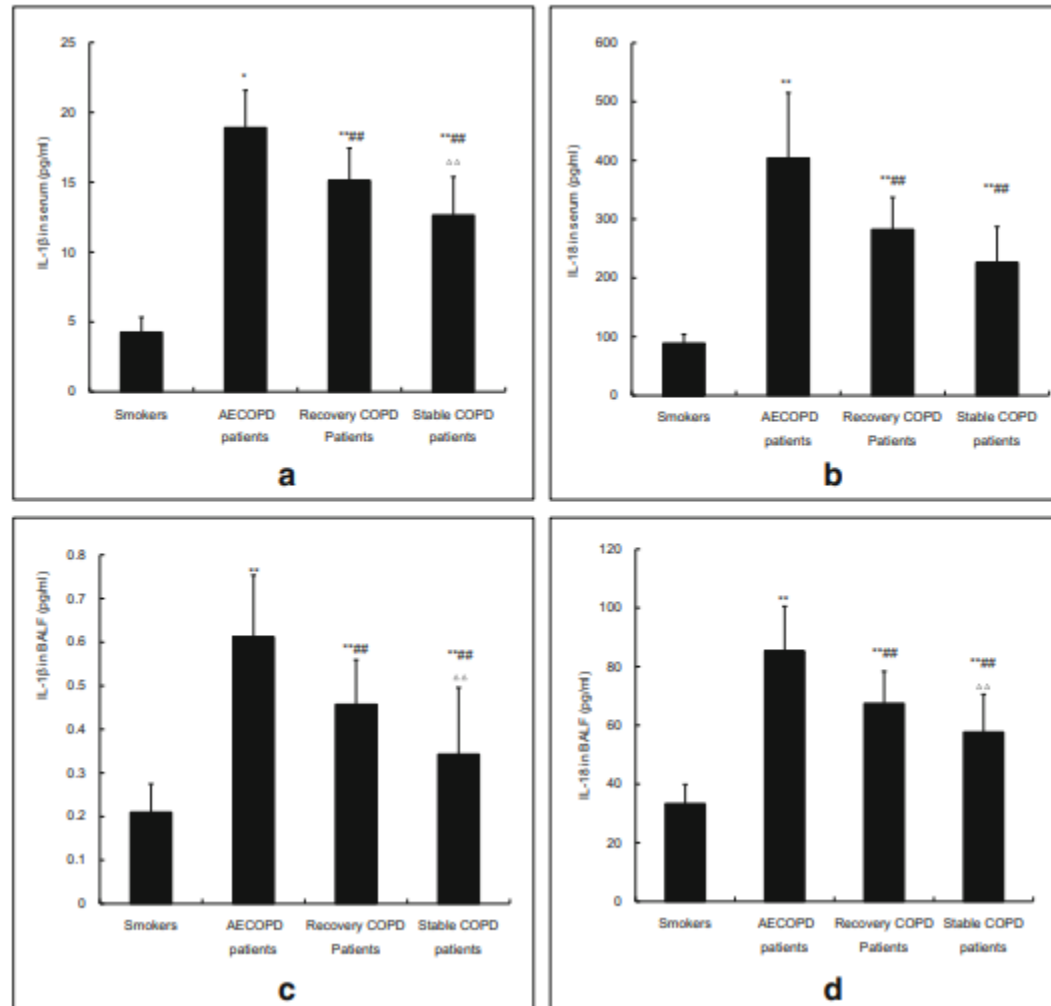 IL-1β in serum (pg/ml)
25
20
15
10
5
0
*
**##
**##
△△
Smokers
AECOPD
patients
Recovery COPD
Patients
Stable COPD
patients
a
IL-18 in serum (pg/ml)
600
500
400
300
200
100
0
**
**##
**##
Smokers
AECOPD
patients
Recovery COPD
Patients
Stable COPD
patients
b
IL-1β in BALF (pg/ml)
0.8
0.7
0.6
0.5
0.4
0.3
0.2
0.1
0
**
**##
**##
△△
Smokers
AECOPD
patients
Recovery COPD
Patients
Stable COPD
patients
c
IL-18 in BALF (pg/ml)
120
100
80
60
40
20
0
**
**##
**##
△△
Smokers
AECOPD
patients
Recovery COPD
Patients
Stable COPD
patients
d